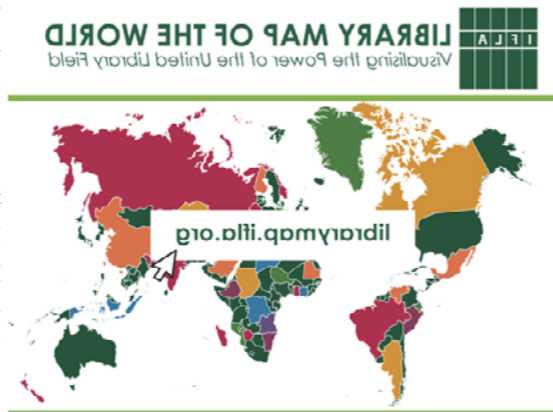 IFLA
LIBRARY MAP OF THE WORLD
Visualising the Power of the United Library Field
librarymap.ifla.org